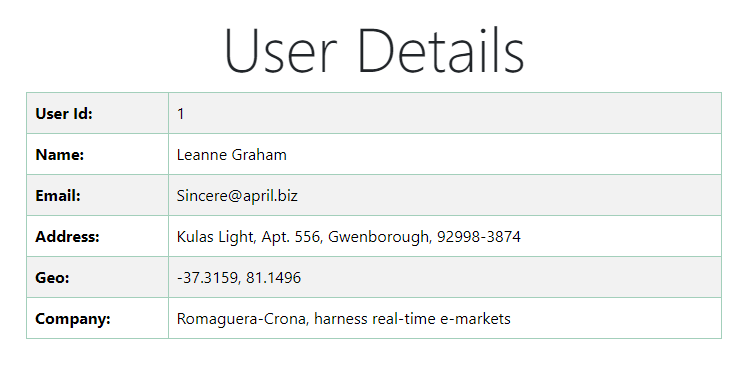 User Details
User Id: 1
Name: Leanne Graham
Email: Sincere@april.biz
Address: Kulas Light, Apt. 556, Gwenborough, 92998-3874
Geo: -37.3159, 81.1496
Company: Romaguera-Crona, harness real-time e-markets